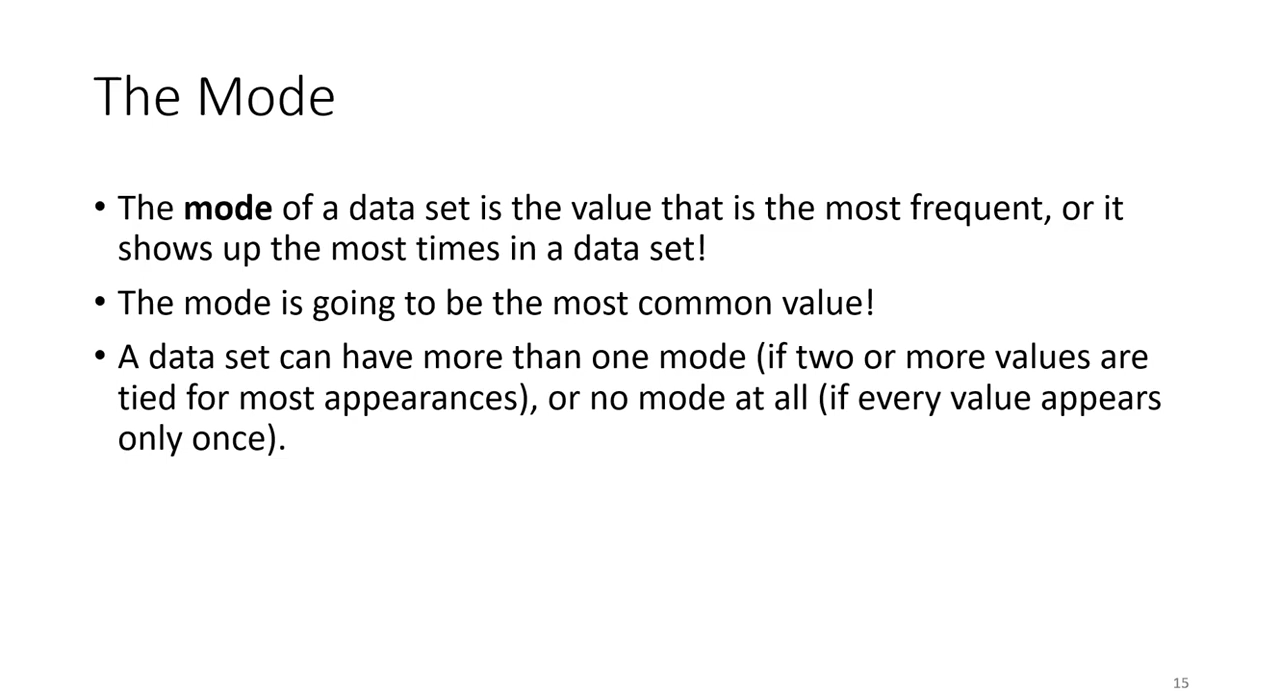 The Mode
• The mode of a data set is the value that is the most frequent, or it
shows up the most times in a data set!
• The mode is going to be the most common value!
• A data set can have more than one mode (if two or more values are
tied for most appearances), or no mode at all (if every value appears
only once).
15